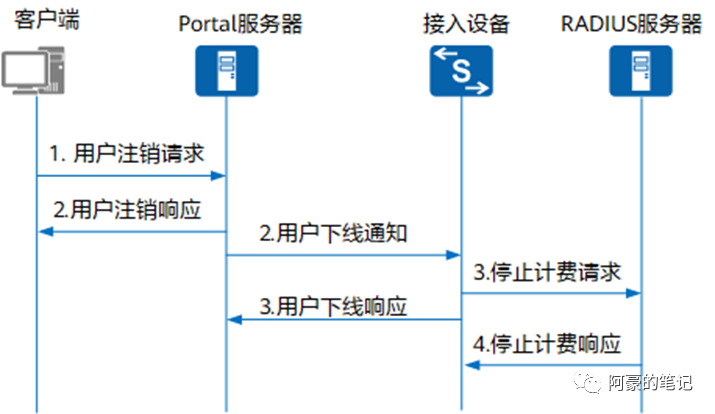 客户端
Portal服务器
接入设备
RADIUS服务器
S
1. 用户注销请求
2.用户注销响应
2.用户下线通知
3.停止计费请求
3.用户下线响应
4.停止计费响应
阿豪的笔记